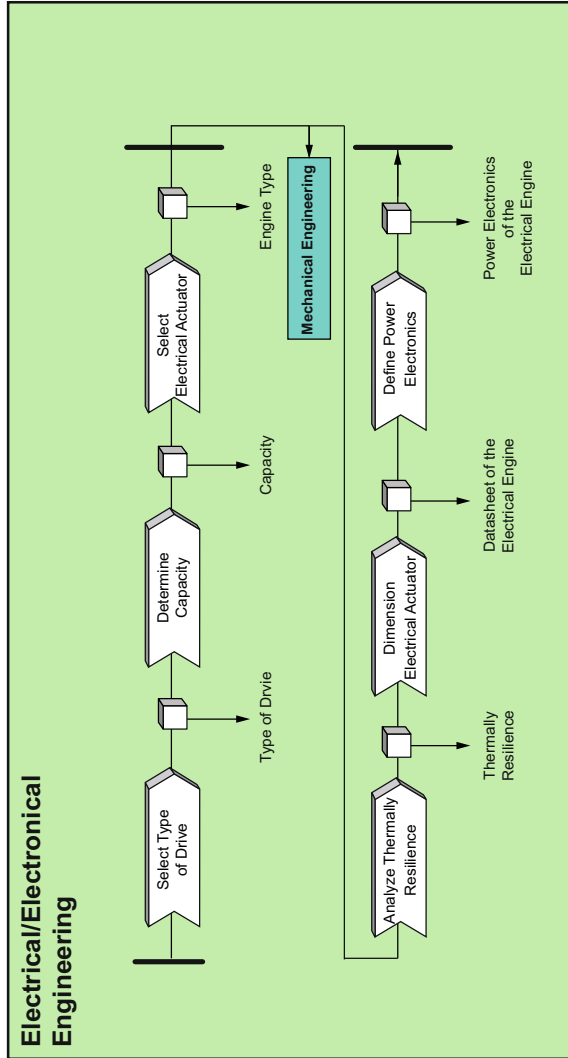 Electrical/Electronical
Engineering
Select Type
of Drive
Type of Drvie
Determine
Capacity
Capacity
Select
Electrical Actuator
Engine Type
Mechanical Engineering
Analyze Thermally
Resilience
Thermally
Resilience
Dimension
Electrical Actuator
Datasheet of the
Electrical Engine
Define Power
Electronics
Power Electronics
of the
Electrical Engine